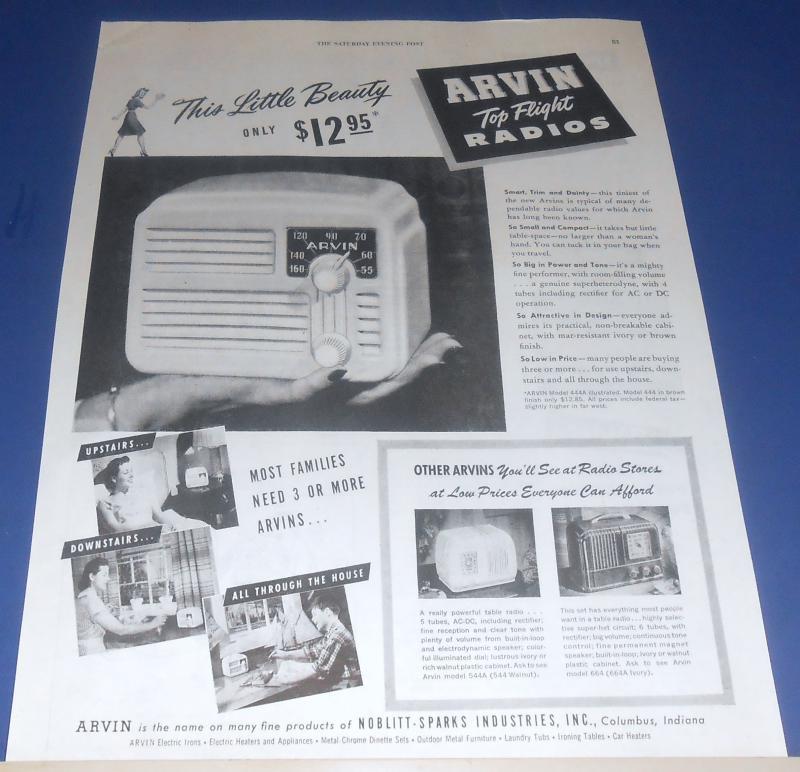 THE SATURDAY EVENING POST
This Little Beauty
ONLY $12.95*
ARVIN
Top Flight
RADIOS
120 90 70
ARVIN
140 60
160 55
Smart, Trim and Dainty—this tiniest of
the new Arvins is typical of many de-
pendable radio values for which Arvin
has long been known.
So Small and Compact—it takes but little
table-space—no larger than a woman's
hand. You can tuck it in your bag when
you travel.
So Big in Power and Tone—it's a mighty
fine performer, with room-filling volume
. . . a genuine superheterodyne, with 4
tubes including rectifier for AC or DC
operation.
So Attractive in Design—everyone ad-
mires its practical, non-breakable cabi-
net, with mar-resistant ivory or brown
finish.
So Low in Price—many people are buying
three or more . . . for use upstairs, down-
stairs and all through the house.
*ARVIN Model 444A illustrated. Model 444 in brown
finish only $12.85. All prices include federal tax—
slightly higher in far west.
UPSTAIRS...
MOST FAMILIES
NEED 3 OR MORE
ARVINS...
DOWNSTAIRS...
ALL THROUGH THE HOUSE
OTHER ARVINS You'll See at Radio Stores
at Low Prices Everyone Can Afford
A really powerful table radio . . .
5 tubes, AC-DC, including rectifier;
fine reception and clear tone with
plenty of volume from built-in-loop
and electrodynamic speaker; color-
ful illuminated dial; lustrous ivory or
rich walnut plastic cabinet. Ask to see
Arvin model 544A (544 Walnut).
This set has everything most people
want in a table radio...highly selec-
tive super-het circuit; 6 tubes, with
rectifier; big volume; continuous tone
control; fine permanent magnet
speaker; built-in-loop; ivory or walnut
plastic cabinet. Ask to see Arvin
model 664 (664A Ivory).
ARVIN is the name on many fine products of NOBLITT-SPARKS INDUSTRIES, INC., Columbus, Indiana
ARVIN Electric Irons • Electric Heaters and Appliances • Metal Chrome Dinette Sets • Outdoor Metal Furniture • Laundry Tubs • Ironing Tables • Car Heaters